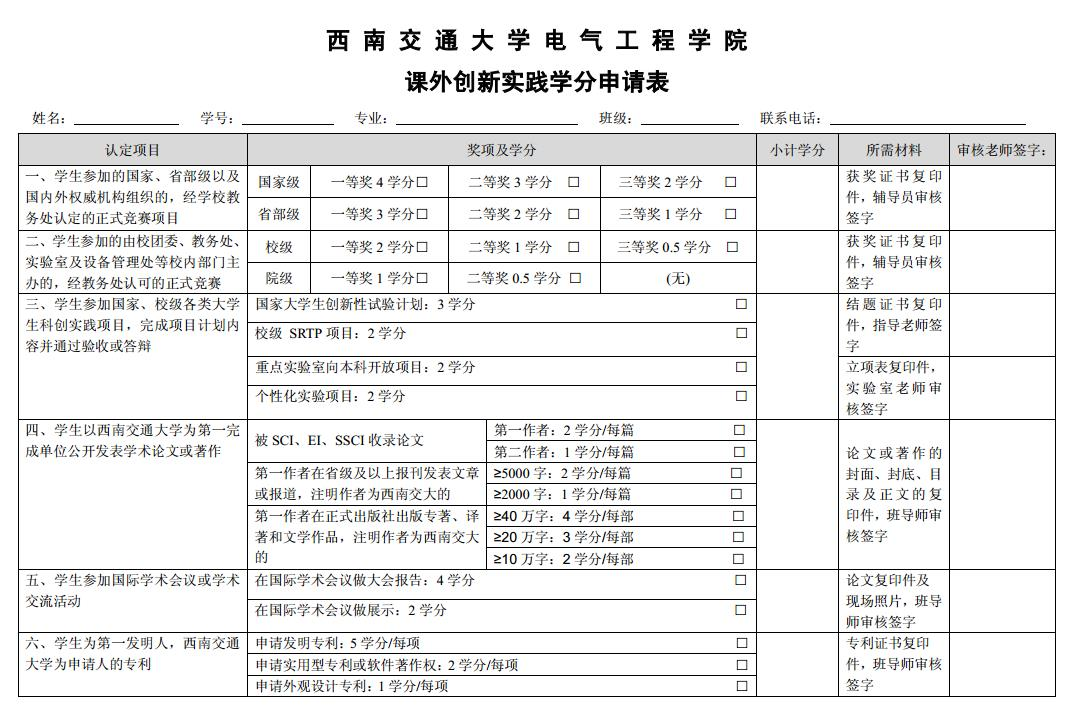 西南交通大学电气工程学院
课外创新实践学分申请表
姓名： 学号： 专业： 班级： 联系电话：
认定项目 奖项及学分 小计学分 所需材料 审核老师签字：
一、学生参加的国家、省部级以及
国内外权威机构组织的，经学校教
务处认定的正式竞赛项目
国家级 一等奖 4 学分□ 二等奖 3 学分 □ 三等奖 2 学分 □
省部级 一等奖 3 学分□ 二等奖 2 学分 □ 三等奖 1 学分 □
获奖证书复印
件，辅导员审核
签字
二、学生参加的由校团委、教务处、
实验室及设备管理处等校内部门主
办的，经教务处认可的正式竞赛
校级 一等奖 2 学分□ 二等奖 1 学分 □ 三等奖 0.5 学分 □
院级 一等奖 1 学分□ 二等奖 0.5 学分 □ (无)
获奖证书复印
件，辅导员审核
签字
三、学生参加国家、校级各类大学
生科创实践项目，完成项目计划内
容并通过验收或答辩
国家大学生创新性试验计划：3 学分 □
校级 SRTP 项目：2 学分 □
重点实验室向本科开放项目：2 学分 □
个性化实验项目：2 学分 □
结题证书复印
件，指导老师签
字
立项表复印件，
实验室老师审
核签字
四、学生以西南交通大学为第一完
成单位公开发表学术论文或著作
被 SCI、EI、SSCI 收录论文
第一作者：2 学分/每篇 □
第二作者：1 学分/每篇 □
第一作者在省级及以上报刊发表文章
或报道，注明作者为西南交大的
≥5000 字：2 学分/每篇 □
≥2000 字：1 学分/每篇 □
第一作者在正式出版社出版专著、译
著和文学作品，注明作者为西南交大
的
≥40 万字：4 学分/每部 □
≥20 万字：3 学分/每部 □
≥10 万字：2 学分/每部 □
论文或著作的
封面、封底、目
录及正文的复
印件，班导师审
核签字
五、学生参加国际学术会议或学术
交流活动
在国际学术会议做大会报告：4 学分 □
在国际学术会议做展示：2 学分 □
论文复印件及
现场照片，班导
师审核签字
六、学生为第一发明人，西南交通
大学为申请人的专利
申请发明专利：5 学分/每项 □
申请实用型专利或软件著作权：2 学分/每项 □
申请外观设计专利：1 学分/每项 □
专利证书复印
件，班导师审核
签字